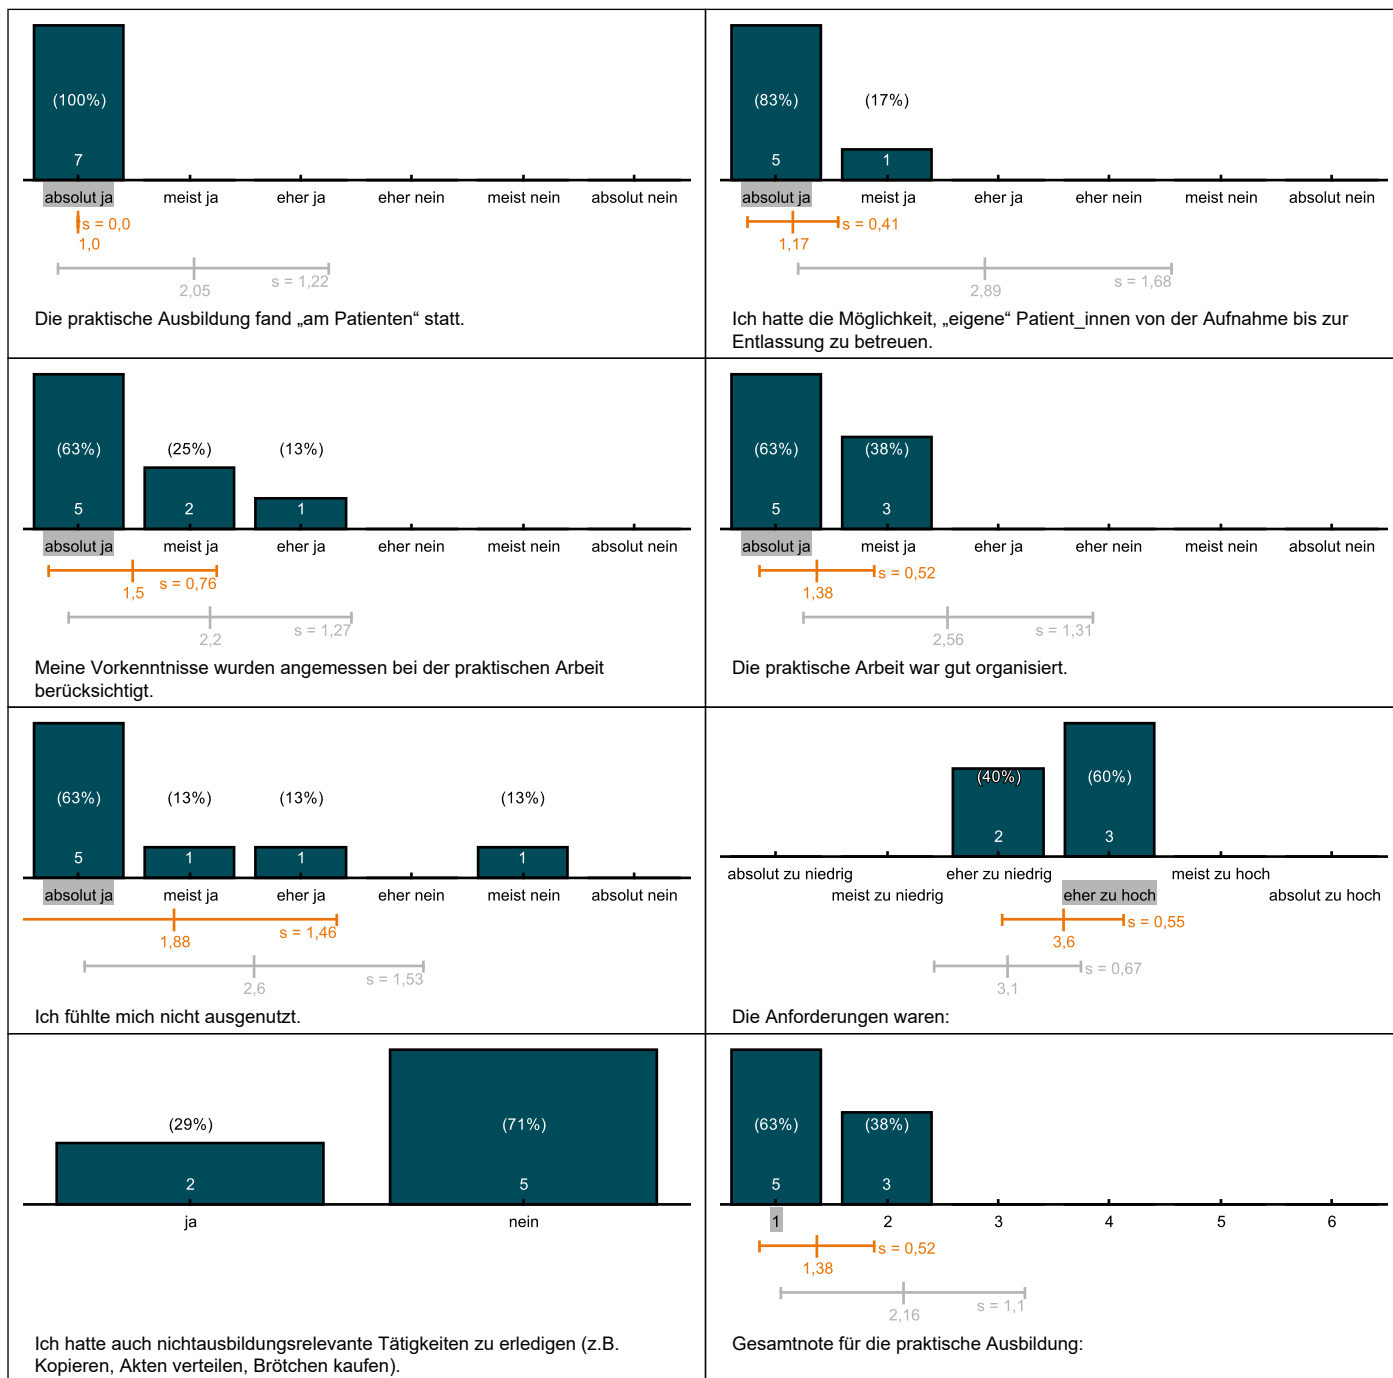 (100%)
7
absolut ja meist ja eher ja eher nein meist nein absolut nein
s = 0,0
1,0
s = 1,22
2,05
Die praktische Ausbildung fand „am Patienten“ statt.
(83%) (17%)
5 1
absolut ja meist ja eher ja eher nein meist nein absolut nein
s = 0,41
1,17
s = 1,68
2,89
Ich hatte die Möglichkeit, „eigene“ Patient_innen von der Aufnahme bis zur
Entlassung zu betreuen.
(63%) (25%) (13%)
5 2 1
absolut ja meist ja eher ja eher nein meist nein absolut nein
s = 0,76
1,5
s = 1,27
2,2
Meine Vorkenntnisse wurden angemessen bei der praktischen Arbeit
berücksichtigt.
(63%) (38%)
5 3
absolut ja meist ja eher ja eher nein meist nein absolut nein
s = 0,52
1,38
s = 1,31
2,56
Die praktische Arbeit war gut organisiert.
(63%) (13%) (13%) (13%)
5 1 1 1
absolut ja meist ja eher ja eher nein meist nein absolut nein
s = 1,46
1,88
s = 1,53
2,6
Ich fühlte mich nicht ausgenutzt.
(40%) (60%)
2 3
absolut zu niedrig eher zu niedrig meist zu hoch
meist zu niedrig eher zu hoch absolut zu hoch
s = 0,55
3,6
s = 0,67
3,1
Die Anforderungen waren:
(29%) (71%)
2 5
ja nein
Ich hatte auch nichtausbildungsrelevante Tätigkeiten zu erledigen (z.B.
Kopieren, Akten verteilen, Brötchen kaufen).
(63%) (38%)
5 3
1 2 3 4 5 6
s = 0,52
1,38
s = 1,1
2,16
Gesamtnote für die praktische Ausbildung: